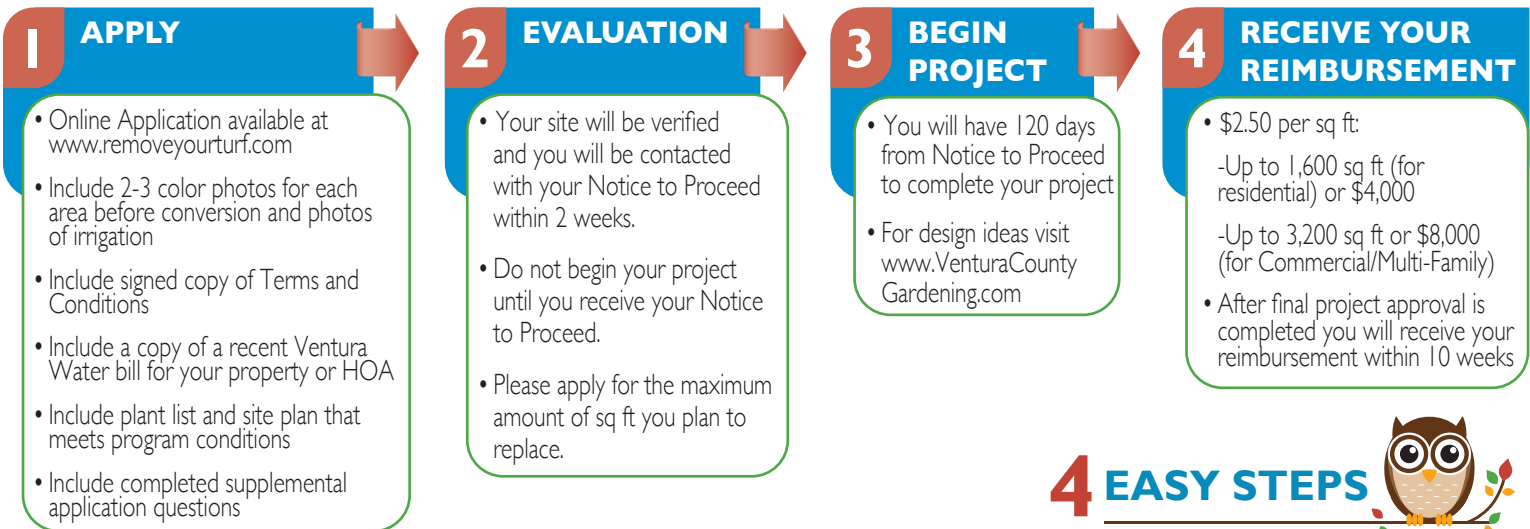 1
APPLY
• Online Application available at
www.removeyourturf.com
• Include 2-3 color photos for each
area before conversion and photos
of irrigation
• Include signed copy of Terms and
Conditions
• Include a copy of a recent Ventura
Water bill for your property or HOA
• Include plant list and site plan that
meets program conditions
• Include completed supplemental
application questions
2
EVALUATION
• Your site will be verified
and you will be contacted
with your Notice to Proceed
within 2 weeks.
• Do not begin your project
until you receive your Notice
to Proceed.
• Please apply for the maximum
amount of sq ft you plan to
replace.
3
BEGIN
PROJECT
• You will have 120 days
from Notice to Proceed
to complete your project
• For design ideas visit
www.VenturaCounty
Gardening.com
4
RECEIVE YOUR
REIMBURSEMENT
• $2.50 per sq ft:
-Up to 1,600 sq ft (for
residential) or $4,000
-Up to 3,200 sq ft or $8,000
(for Commercial/Multi-Family)
• After final project approval is
completed you will receive your
reimbursement within 10 weeks
4 EASY STEPS